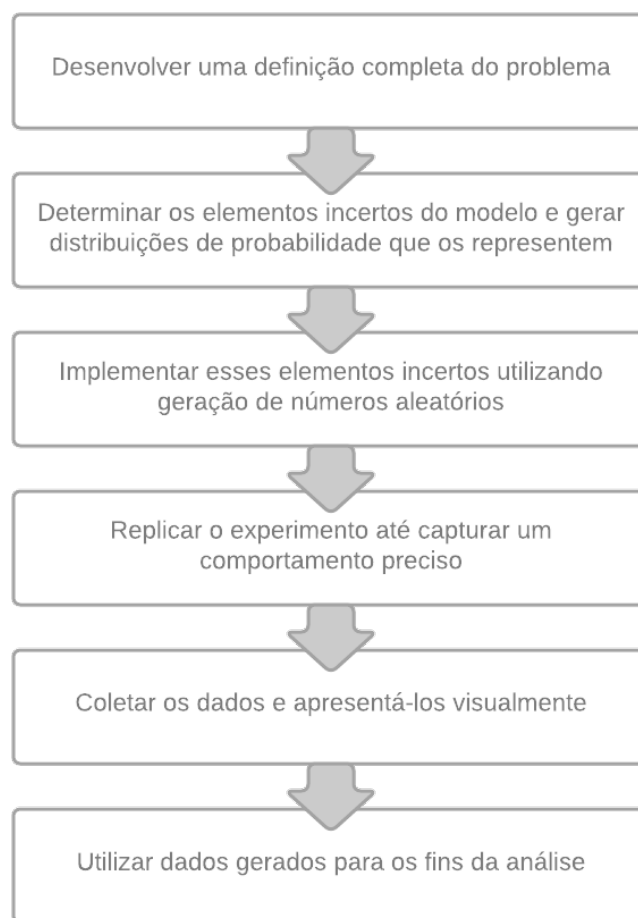 Desenvolver uma definição completa do problema
Determinar os elementos incertos do modelo e gerar
distribuições de probabilidade que os representem
Implementar esses elementos incertos utilizando
geração de números aleatórios
Replicar o experimento até capturar um
comportamento preciso
Coletar os dados e apresentá-los visualmente
Utilizar dados gerados para os fins da análise